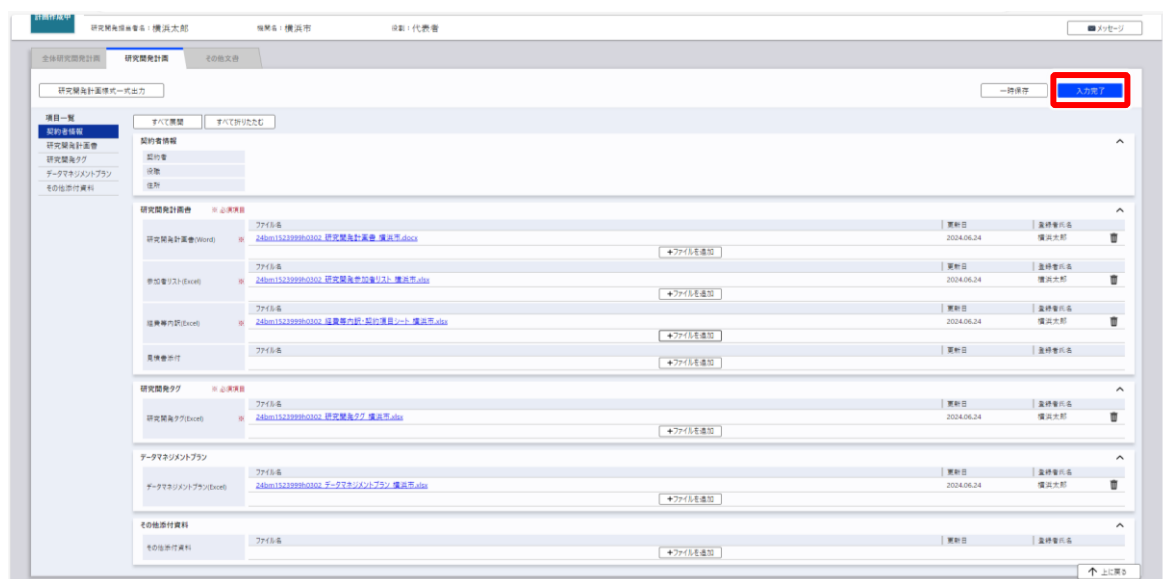 計画作成中
研究開発担当者名：横浜太郎 機関名：横浜市 役割：代表者 メッセージ
全体研究開発計画 研究開発計画 その他文書
研究開発計画様式一式出力 一時保存 入力完了
項目一覧 すべて展開 すべて折りたたむ
契約者情報
研究開発計画書
研究開発タグ
データマネジメントプラン
その他添付資料
契約者情報
契約者
役職
住所
研究開発計画書 ※ 必須項目
ファイル名 更新日 登録者氏名
研究開発計画書(Word) ※ 24bm1523999h0302_研究開発計画書_横浜市.docx 2024.06.24 横浜太郎
+ファイルを追加
ファイル名 更新日 登録者氏名
参加者リスト(Excel) ※ 24bm1523999h0302_研究開発参加者リスト_横浜市.xlsx 2024.06.24 横浜太郎
+ファイルを追加
ファイル名 更新日 登録者氏名
経費等内訳(Excel) ※ 24bm1523999h0302_経費等内訳・契約項目シート_横浜市.xlsx 2024.06.24 横浜太郎
+ファイルを追加
見積書添付 ファイル名 更新日 登録者氏名
+ファイルを追加
研究開発タグ ※ 必須項目
ファイル名 更新日 登録者氏名
研究開発タグ(Excel) ※ 24bm1523999h0302_研究開発タグ_横浜市.xlsx 2024.06.24 横浜太郎
+ファイルを追加
データマネジメントプラン
ファイル名 更新日 登録者氏名
データマネジメントプラン(Excel) 24bm1523999h0302_データマネジメントプラン_横浜市.xlsx 2024.06.24 横浜太郎
+ファイルを追加
その他添付資料
その他添付資料 ファイル名 更新日 登録者氏名
+ファイルを追加
上に戻る